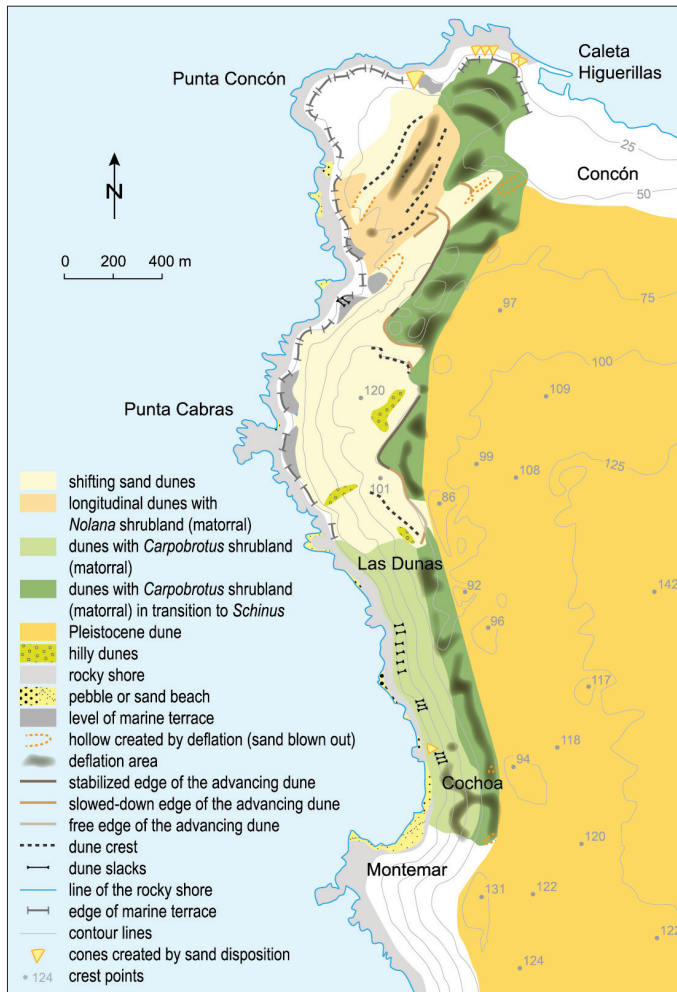 Caleta
Higuerillas
Punta Concón
25
Concón
50
N
0 200 400 m
75
97
100
109
120
Punta Cabras
125
99
108
101
86
shifting sand dunes
longitudinal dunes with
Nolana shrubland (matorral)
dunes with Carpobrotus shrubland
(matorral)
dunes with Carpobrotus shrubland
(matorral) in transition to Schinus
Pleistocene dune
hilly dunes
rocky shore
pebble or sand beach
level of marine terrace
hollow created by deflation (sand blown out)
deflation area
stabilized edge of the advancing dune
slowed-down edge of the advancing dune
free edge of the advancing dune
dune crest
dune slacks
line of the rocky shore
edge of marine terrace
contour lines
cones created by sand disposition
124 crest points
Las Dunas
92
142
96
117
118
94
Cochoa
120
Montemar
131
122
122
124